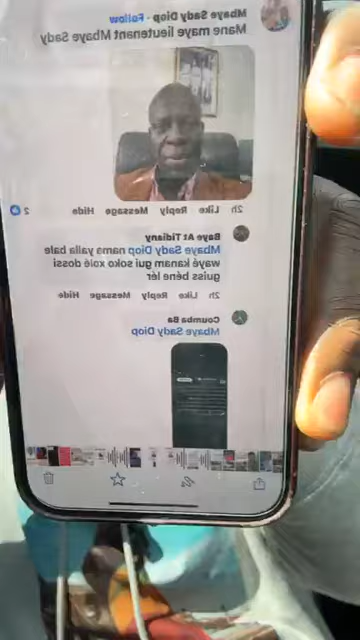 Mbaye Sady Diop · Follow
Mane maye lieutenant Mbaye Sady
2h Like Reply Message Hide 2
Baye At Tidiany
Mbaye Sady Diop nama yalla bale
wayé kanam gui soko xolé dossi
guiss béne lér
2h Like Reply Message Hide
Coumba Ba
Mbaye Sady Diop